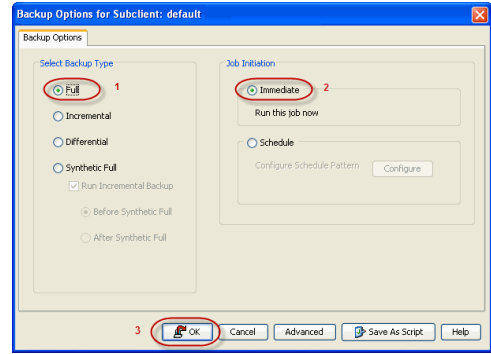 Backup Options for Subclient: default
Backup Options
Select Backup Type
Full
1
Incremental
Differential
Synthetic Full
Run Incremental Backup
Before Synthetic Full
After Synthetic Full
Job Initiation
Immediate
2
Run this job now
Schedule
Configure Schedule Pattern
Configure
3
OK
Cancel
Advanced
Save As Script
Help